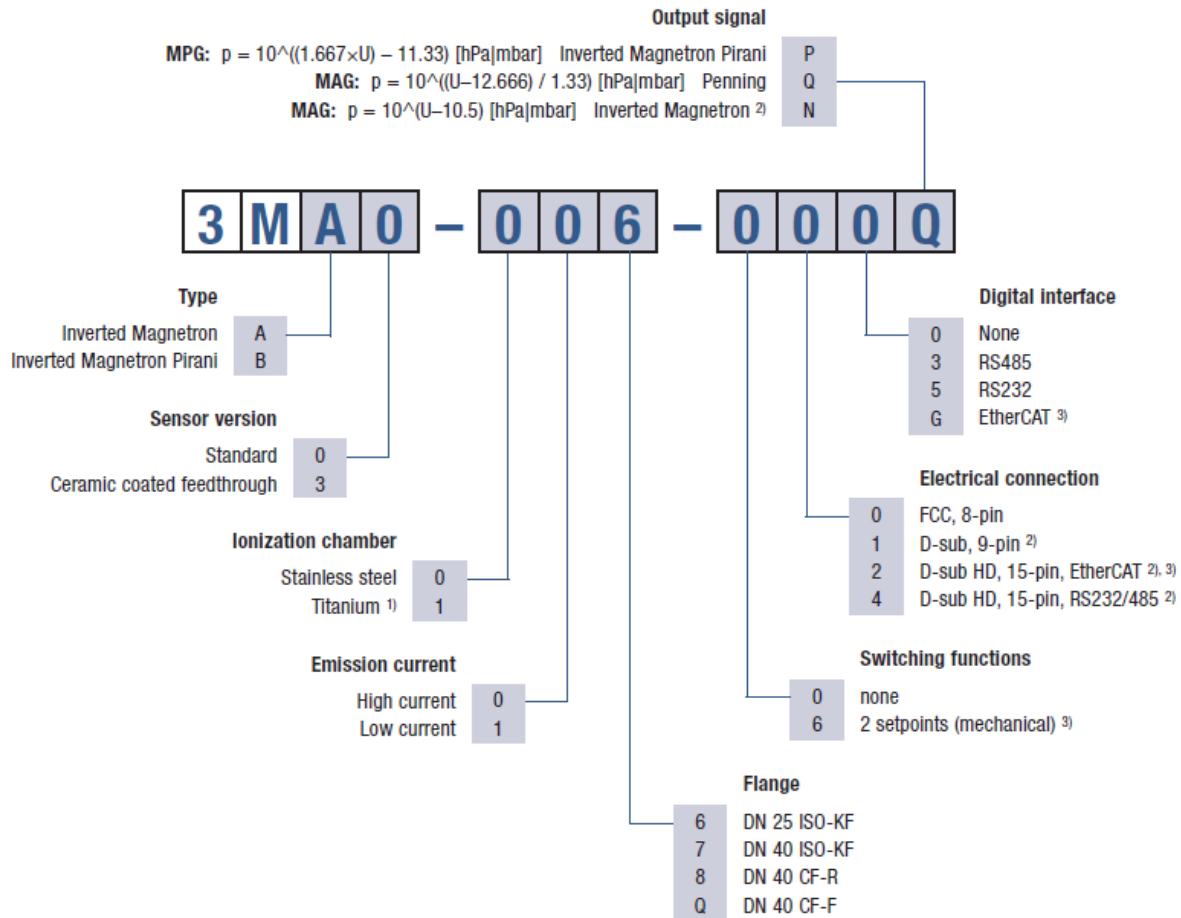 Output signal
MPG: p = 10^((1.667×U) – 11.33) [hPa|mbar] Inverted Magnetron Pirani P
MAG: p = 10^((U–12.666) / 1.33) [hPa|mbar] Penning Q
MAG: p = 10^(U–10.5) [hPa|mbar] Inverted Magnetron 2) N
3 M A 0 – 0 0 6 – 0 0 0 Q
Type
Inverted Magnetron A
Inverted Magnetron Pirani B
Sensor version
Standard 0
Ceramic coated feedthrough 3
Ionization chamber
Stainless steel 0
Titanium 1) 1
Emission current
High current 0
Low current 1
Digital interface
0 None
3 RS485
5 RS232
G EtherCAT 3)
Electrical connection
0 FCC, 8-pin
1 D-sub, 9-pin 2)
2 D-sub HD, 15-pin, EtherCAT 2), 3)
4 D-sub HD, 15-pin, RS232/485 2)
Switching functions
0 none
6 2 setpoints (mechanical) 3)
Flange
6 DN 25 ISO-KF
7 DN 40 ISO-KF
8 DN 40 CF-R
Q DN 40 CF-F